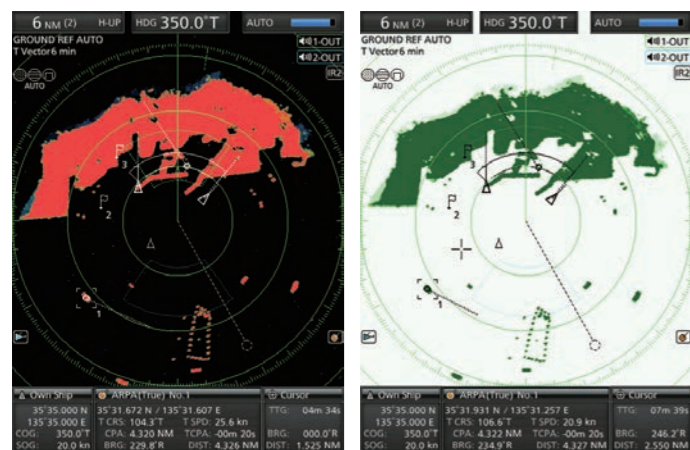 6 NM (2) H-UP HDG 350.0°T AUTO
GROUND REF AUTO
T Vector 6 min
1-OUT
2-OUT
IR2
AUTO
3
2
1
Own Ship
35°35.000 N
135°35.000 E
COG: 350.0°T
SOG: 20.0 kn
ARPA(True) No.1
35°31.672 N / 135°31.607 E
T CRS: 104.3°T T SPD: 25.6 kn
CPA: 4.320 NM TCPA: -00m 20s
BRG: 229.8°R DIST: 4.326 NM
Cursor
TTG: 04m 34s
BRG: 000.0°R
DIST: 1.525 NM
6 NM (2) H-UP HDG 350.0°T AUTO
GROUND REF AUTO
T Vector 6 min
1-OUT
2-OUT
IR2
AUTO
3
2
1
Own Ship
35°35.000 N
135°35.000 E
COG: 350.0°T
SOG: 20.0 kn
ARPA(True) No.1
35°31.931 N / 135°31.257 E
T CRS: 106.6°T T SPD: 20.9 kn
CPA: 4.322 NM TCPA: -00m 20s
BRG: 234.9°R DIST: 4.327 NM
Cursor
TTG: 07m 39s
BRG: 246.2°R
DIST: 2.550 NM